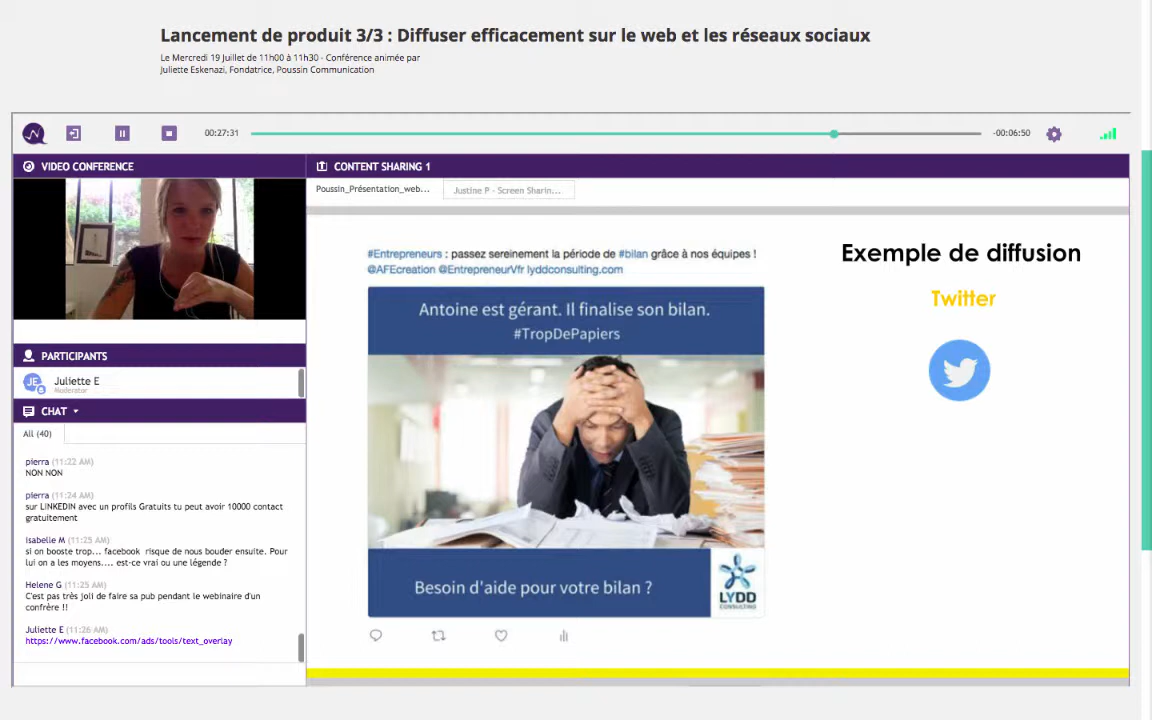 Lancement de produit 3/3 : Diffuser efficacement sur le web et les réseaux sociaux
Le Mercredi 19 Juillet de 11h00 à 11h30 - Conférence animée par
Juliette Eskenazi, Fondatrice, Poussin Communication
00:27:31
-00:06:50
VIDEO CONFERENCE
PARTICIPANTS
JE
Juliette E
Moderator
CHAT
All (40)
pierra (11:22 AM)
NON NON
pierra (11:24 AM)
sur LINKEDIN avec un profils Gratuits tu peut avoir 10000 contact
gratuitement
Isabelle M (11:25 AM)
si on booste trop... facebook risque de nous bouder ensuite. Pour
lui on a les moyens.... est-ce vrai ou une légende ?
Helene G (11:25 AM)
C'est pas très joli de faire sa pub pendant le webinaire d'un
confrère !!
Juliette E (11:26 AM)
https://www.facebook.com/ads/tools/text_overlay
CONTENT SHARING 1
Poussin_Présentation_web...
Justine P - Screen Sharin...
#Entrepreneurs : passez sereinement la période de #bilan grâce à nos équipes !
@AFEcreation @EntrepreneurVfr lyddconsulting.com
Antoine est gérant. Il finalise son bilan.
#TropDePapiers
Besoin d'aide pour votre bilan ?
LYDD
CONSULTING
Exemple de diffusion
Twitter